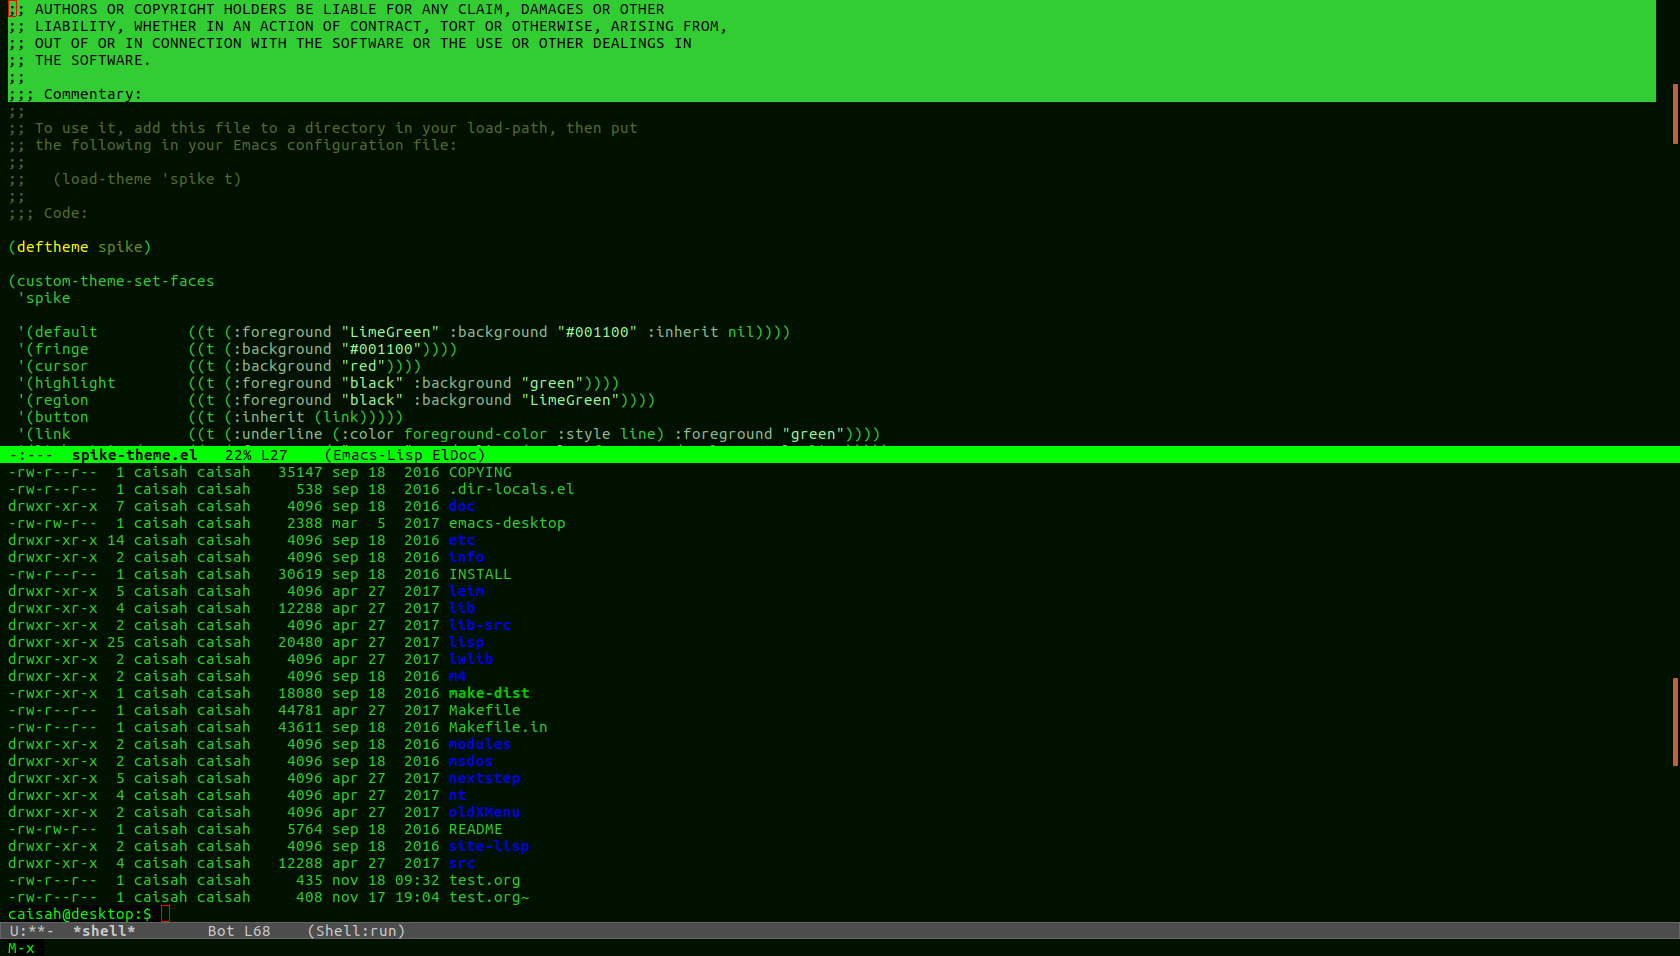 ;; AUTHORS OR COPYRIGHT HOLDERS BE LIABLE FOR ANY CLAIM, DAMAGES OR OTHER
;; LIABILITY, WHETHER IN AN ACTION OF CONTRACT, TORT OR OTHERWISE, ARISING FROM,
;; OUT OF OR IN CONNECTION WITH THE SOFTWARE OR THE USE OR OTHER DEALINGS IN
;; THE SOFTWARE.
;;
;;; Commentary:
;;
;; To use it, add this file to a directory in your load-path, then put
;; the following in your Emacs configuration file:
;;
;;   (load-theme 'spike t)
;;
;;; Code:
(deftheme spike)
(custom-theme-set-faces
 'spike
 '(default          ((t (:foreground "LimeGreen" :background "#001100" :inherit nil))))
 '(fringe           ((t (:background "#001100"))))
 '(cursor           ((t (:background "red"))))
 '(highlight        ((t (:foreground "black" :background "green"))))
 '(region           ((t (:foreground "black" :background "LimeGreen"))))
 '(button           ((t (:inherit (link)))))
 '(link             ((t (:underline (:color foreground-color :style line) :foreground "green"))))
-:---  spike-theme.el   22% L27    (Emacs-Lisp ElDoc)
-rw-r--r--  1 caisah caisah   35147 sep 18  2016 COPYING
-rw-r--r--  1 caisah caisah     538 sep 18  2016 .dir-locals.el
drwxr-xr-x  7 caisah caisah    4096 sep 18  2016 doc
-rw-rw-r--  1 caisah caisah    2388 mar  5  2017 emacs-desktop
drwxr-xr-x 14 caisah caisah    4096 sep 18  2016 etc
drwxr-xr-x  2 caisah caisah    4096 sep 18  2016 info
-rw-r--r--  1 caisah caisah   30619 sep 18  2016 INSTALL
drwxr-xr-x  5 caisah caisah    4096 apr 27  2017 leim
drwxr-xr-x  4 caisah caisah   12288 apr 27  2017 lib
drwxr-xr-x  2 caisah caisah    4096 apr 27  2017 lib-src
drwxr-xr-x 25 caisah caisah   20480 apr 27  2017 lisp
drwxr-xr-x  2 caisah caisah    4096 apr 27  2017 lwlib
drwxr-xr-x  2 caisah caisah    4096 sep 18  2016 m4
-rwxr-xr-x  1 caisah caisah   18080 sep 18  2016 make-dist
-rw-r--r--  1 caisah caisah   44781 apr 27  2017 Makefile
-rw-r--r--  1 caisah caisah   43611 sep 18  2016 Makefile.in
drwxr-xr-x  2 caisah caisah    4096 sep 18  2016 modules
drwxr-xr-x  2 caisah caisah    4096 sep 18  2016 msdos
drwxr-xr-x  5 caisah caisah    4096 apr 27  2017 nextstep
drwxr-xr-x  4 caisah caisah    4096 apr 27  2017 nt
drwxr-xr-x  2 caisah caisah    4096 apr 27  2017 oldXMenu
-rw-rw-r--  1 caisah caisah    5764 sep 18  2016 README
drwxr-xr-x  2 caisah caisah    4096 sep 18  2016 site-lisp
drwxr-xr-x  4 caisah caisah   12288 apr 27  2017 src
-rw-r--r--  1 caisah caisah     435 nov 18 09:32 test.org
-rw-r--r--  1 caisah caisah     408 nov 17 19:04 test.org~
caisah@desktop:$
U:**-  *shell*        Bot L68    (Shell:run)
M-x